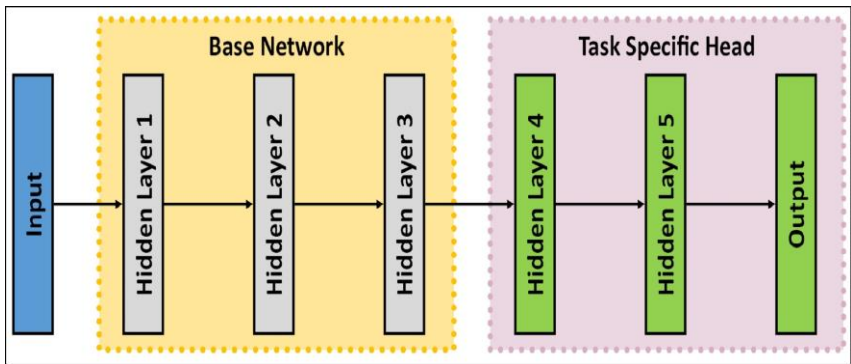 Base Network
Task Specific Head
Input
Hidden Layer 1
Hidden Layer 2
Hidden Layer 3
Hidden Layer 4
Hidden Layer 5
Output